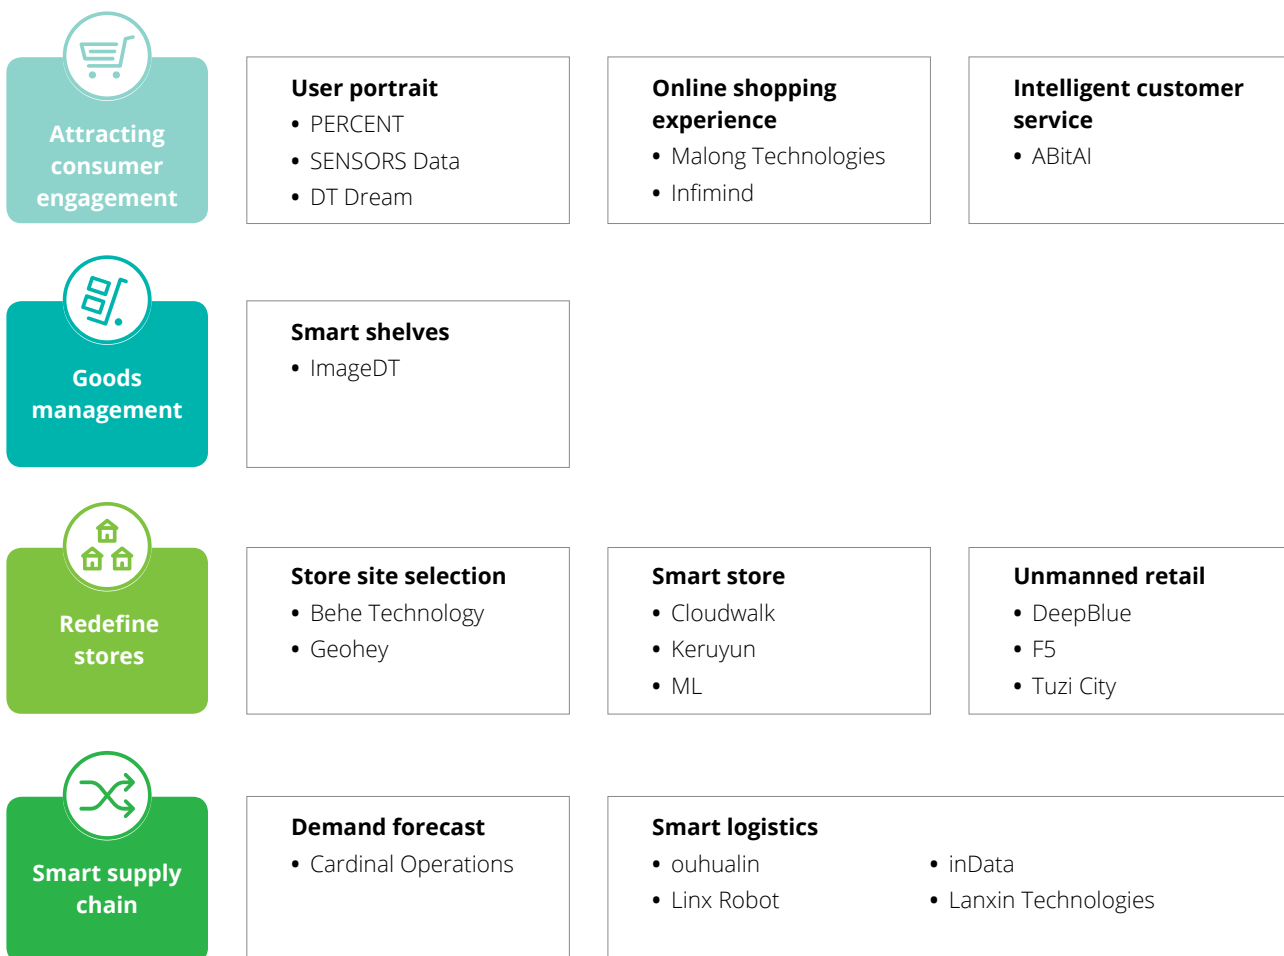 Attracting
consumer
engagement
User portrait
• PERCENT
• SENSORS Data
• DT Dream
Online shopping
experience
• Malong Technologies
• Infimind
Intelligent customer
service
• ABitAI
Goods
management
Smart shelves
• ImageDT
Redefine
stores
Store site selection
• Behe Technology
• Geohey
Smart store
• Cloudwalk
• Keruyun
• ML
Unmanned retail
• DeepBlue
• F5
• Tuzi City
Smart supply
chain
Demand forecast
• Cardinal Operations
Smart logistics
• ouhualin
• Linx Robot
• inData
• Lanxin Technologies